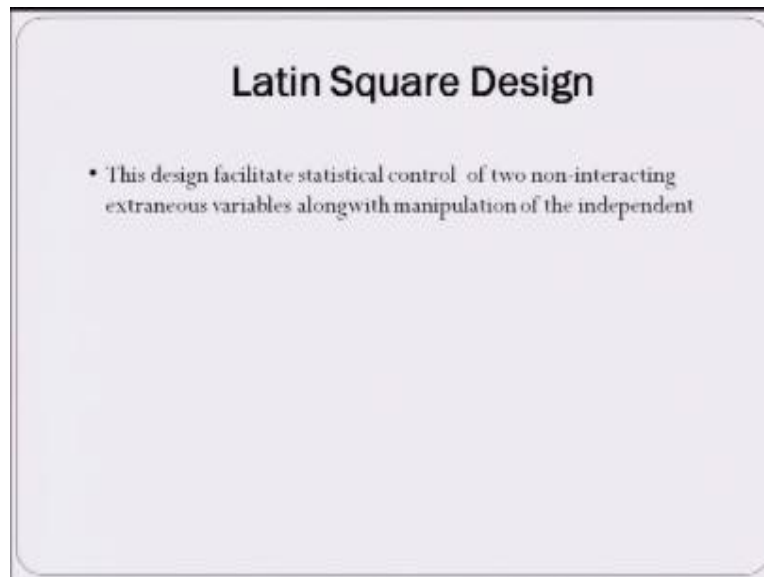 Latin Square Design
• This design facilitate statistical control of two non-interacting
extraneous variables alongwith manipulation of the independent